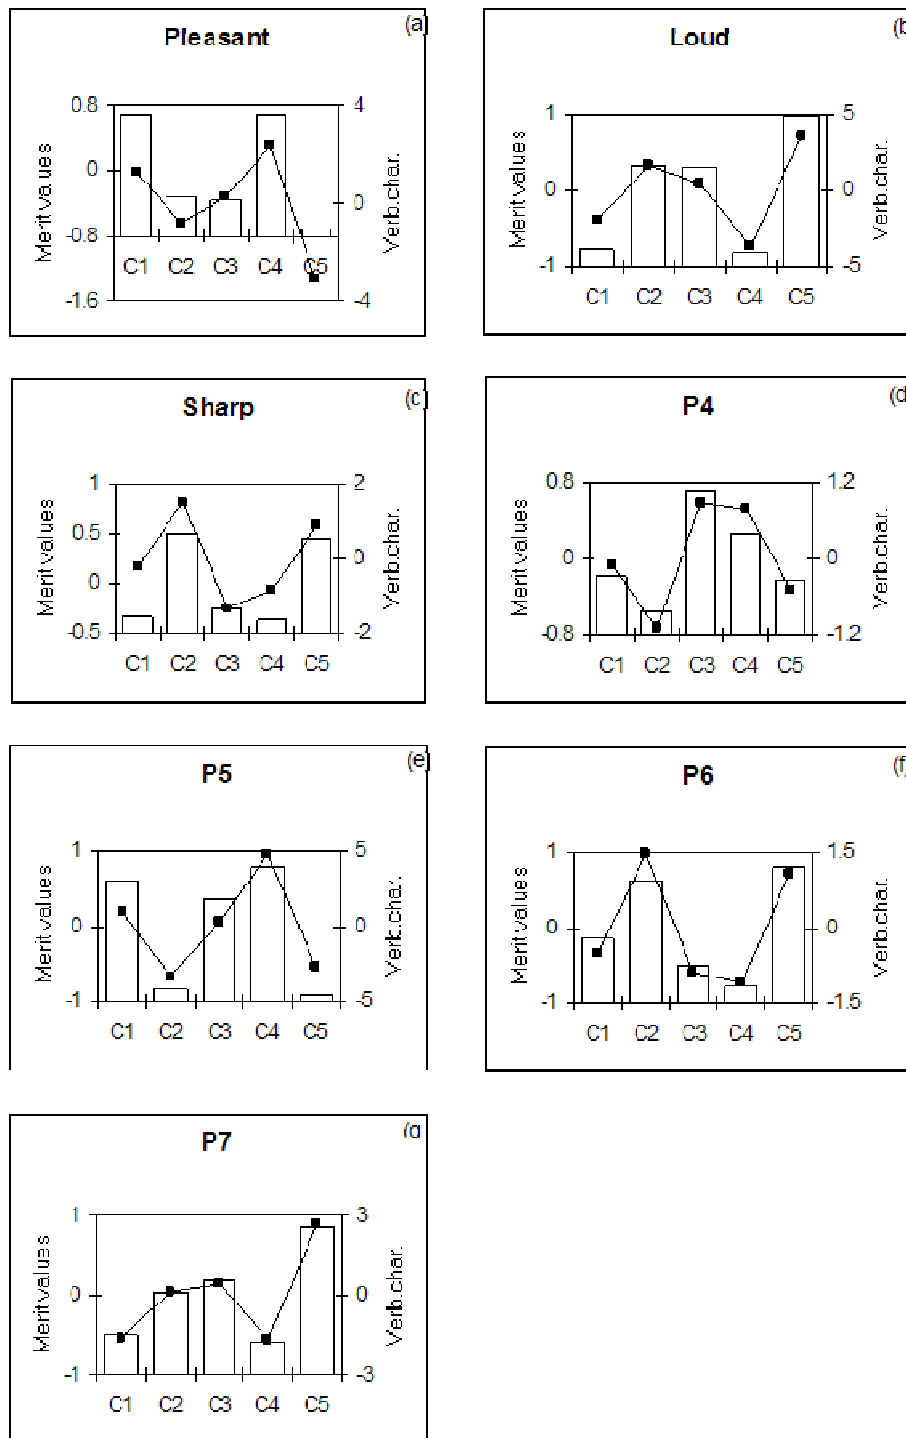 (a)
Pleasant
Merit values
0.8
0
-0.8
-1.6
C1 C2 C3 C4 C5
4
0
-4
Verb.char.
(b
Loud
Merit values
1
0
-1
C1 C2 C3 C4 C5
5
0
-5
Verb.char.
(c)
Sharp
Merit values
1
0.5
0
-0.5
C1 C2 C3 C4 C5
2
0
-2
Verb.char.
(d
P4
Merit values
0.8
0
-0.8
C1 C2 C3 C4 C5
1.2
0
-1.2
Verb.char.
(e)
P5
Merit values
1
0
-1
C1 C2 C3 C4 C5
5
0
-5
Verb.char.
(f)
P6
Merit values
1
0
-1
C1 C2 C3 C4 C5
1.5
0
-1.5
Verb.char.
(g
P7
Merit values
1
0
-1
C1 C2 C3 C4 C5
3
0
-3
Verb.char.